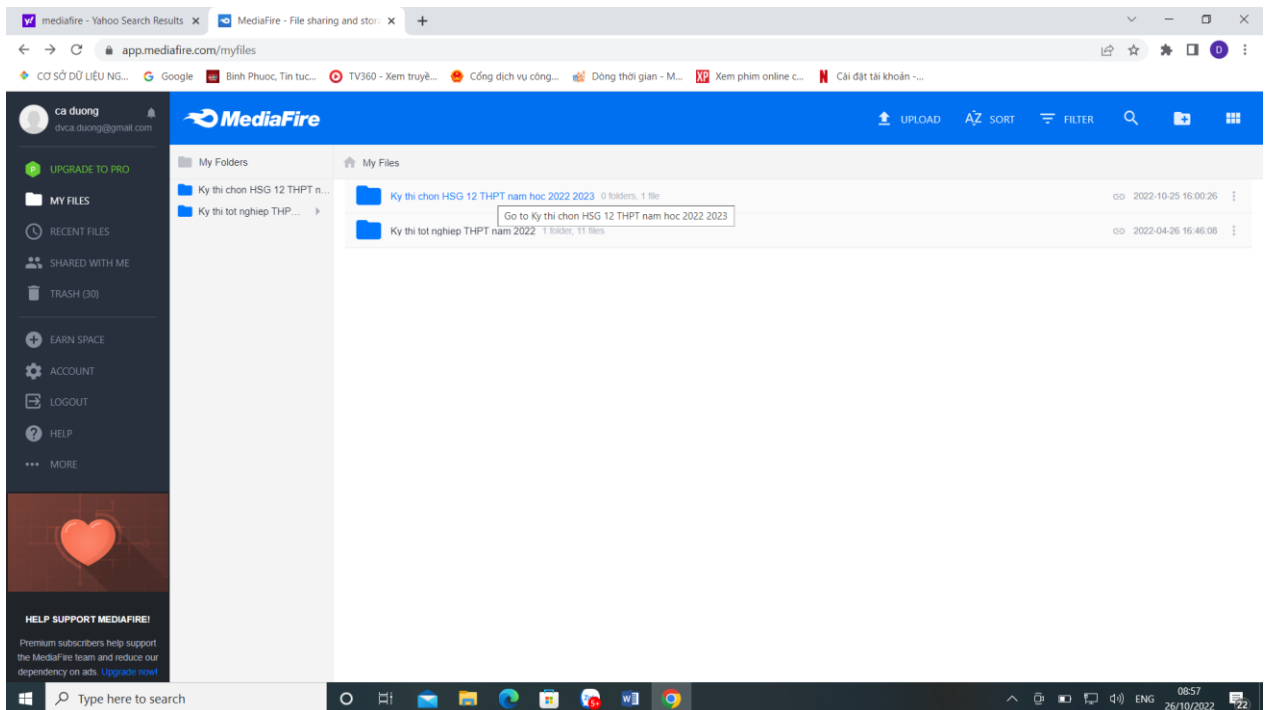 mediafire - Yahoo Search Results
MediaFire - File sharing and stor
app.mediafire.com/myfiles
CƠ SỞ DỮ LIỆU NG...
Google
Binh Phuoc, Tin tuc...
TV360 - Xem truyề...
Cổng dịch vụ công...
Dòng thời gian - M...
XP Xem phim online c...
Cài đặt tài khoản -...
ca duong
dvca.duong@gmail.com
MediaFire
UPLOAD
AZ SORT
FILTER
UPGRADE TO PRO
MY FILES
RECENT FILES
SHARED WITH ME
TRASH (30)
EARN SPACE
ACCOUNT
LOGOUT
HELP
MORE
HELP SUPPORT MEDIAFIRE!
Premium subscribers help support
the MediaFire team and reduce our
dependency on ads. Upgrade now!
My Folders
Ky thi chon HSG 12 THPT n...
Ky thi tot nghiep THP...
My Files
Ky thi chon HSG 12 THPT nam hoc 2022 2023 0 folders, 1 file 2022-10-25 16:00:26
Go to Ky thi chon HSG 12 THPT nam hoc 2022 2023
Ky thi tot nghiep THPT nam 2022 1 folder, 11 files 2022-04-26 16:46:08
Type here to search
5+
ENG
08:57
26/10/2022
22